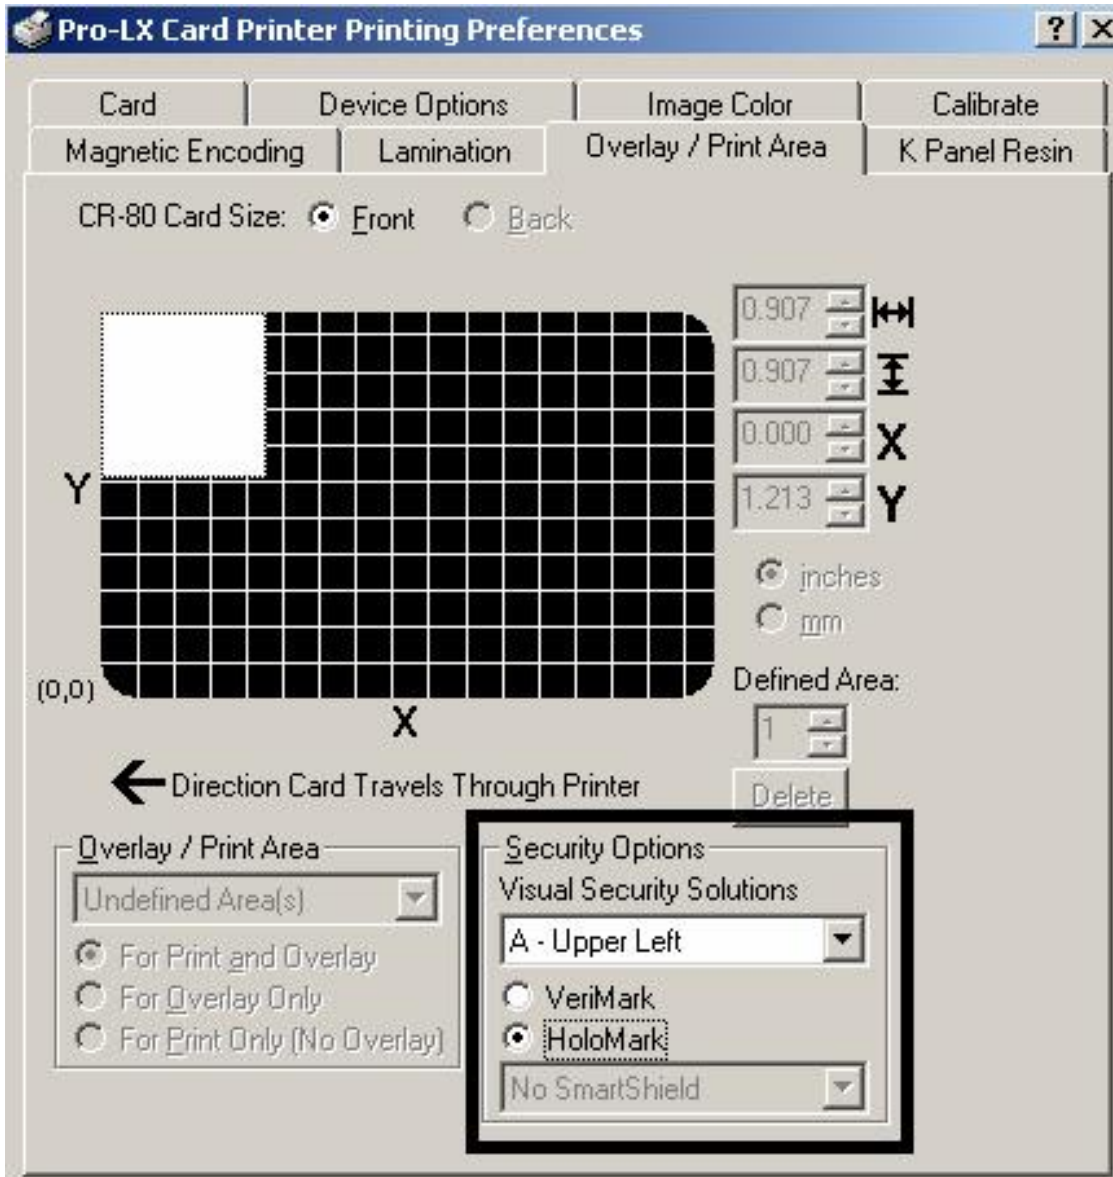 Pro-LX Card Printer Printing Preferences
?
Card
Device Options
Image Color
Calibrate
Magnetic Encoding
Lamination
Overlay / Print Area
K Panel Resin
CR-80 Card Size:
Front
Back
0.907
0.907
0.000 X
1.213 Y
Y
inches
mm
(0,0)
X
Defined Area:
1
Direction Card Travels Through Printer
Delete
Overlay / Print Area
Undefined Area(s)
For Print and Overlay
For Overlay Only
For Print Only (No Overlay)
Security Options
Visual Security Solutions
A - Upper Left
VeriMark
HoloMark
No SmartShield